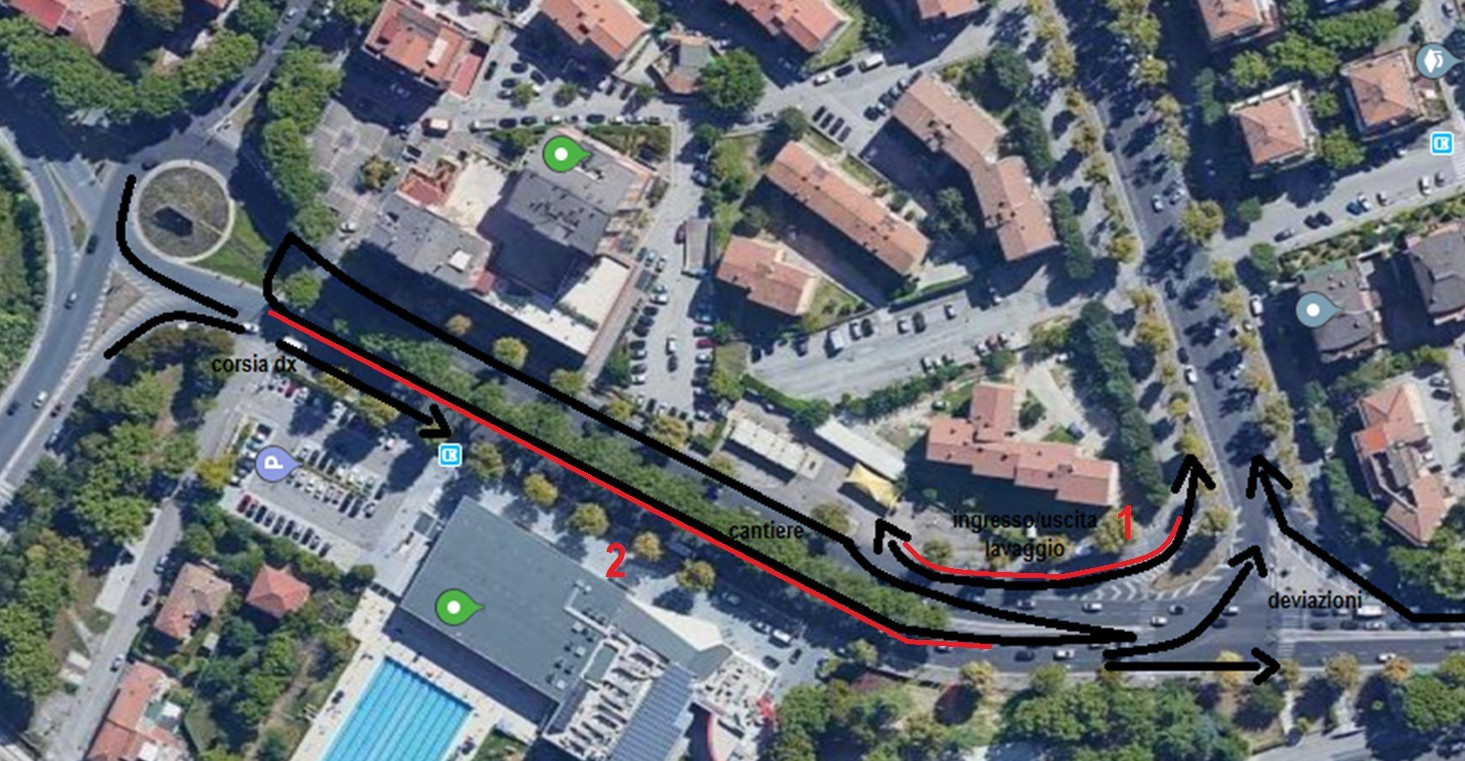 corsia dx
P
2
cantiere
ingresso/uscita
lavaggio
1
deviazioni